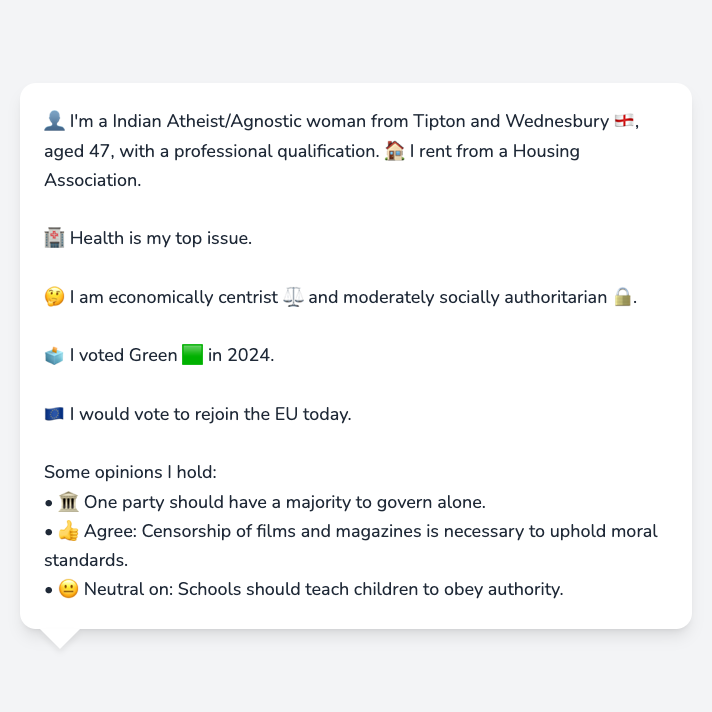 👤 I'm a Indian Atheist/Agnostic woman from Tipton and Wednesbury 🏴󠁧󠁢󠁥󠁮󠁧󠁿,
aged 47, with a professional qualification. 🏠 I rent from a Housing
Association.
🏥 Health is my top issue.
🤔 I am economically centrist ⚖️ and moderately socially authoritarian 🔒.
🗳️ I voted Green 🟩 in 2024.
🇪🇺 I would vote to rejoin the EU today.
Some opinions I hold:
• 🏛️ One party should have a majority to govern alone.
• 👍 Agree: Censorship of films and magazines is necessary to uphold moral
standards.
• 😐 Neutral on: Schools should teach children to obey authority.